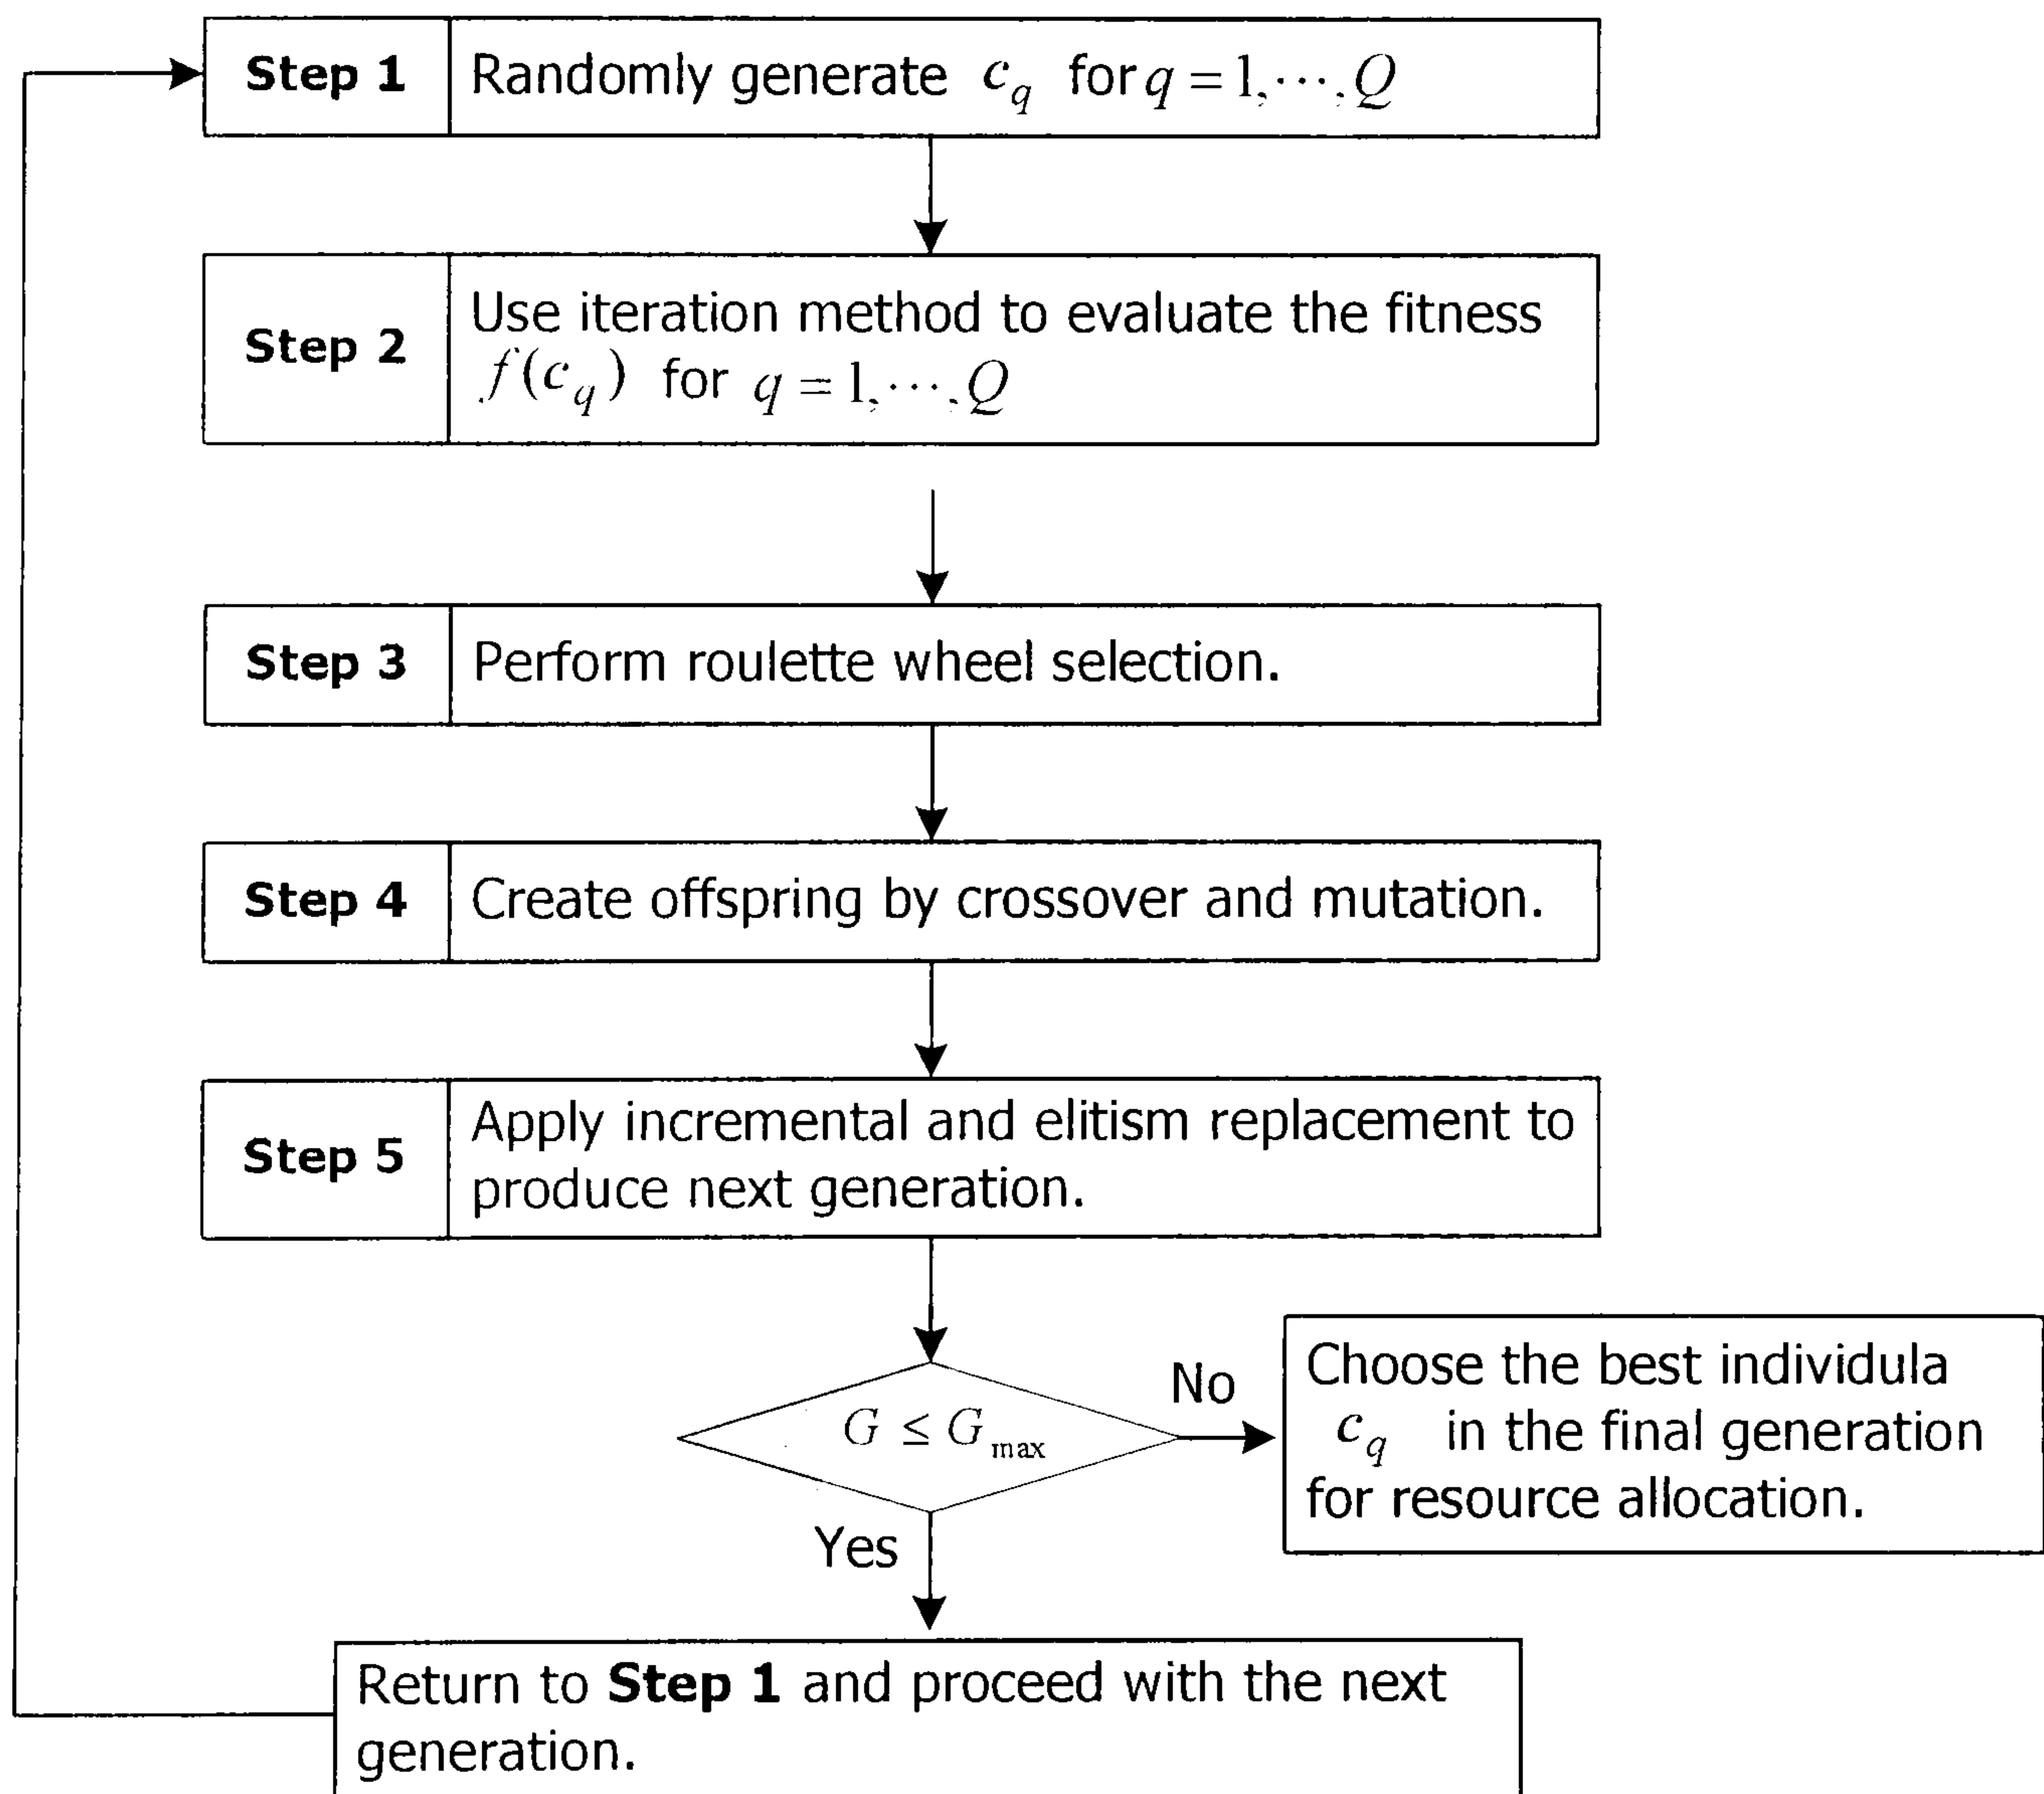 Step 1
Randomly generate c_q for q = 1,⋯,Q
Step 2
Use iteration method to evaluate the fitness
f(c_q) for q = 1,⋯,Q
Step 3
Perform roulette wheel selection.
Step 4
Create offspring by crossover and mutation.
Step 5
Apply incremental and elitism replacement to
produce next generation.
G ≤ G_max
No
Choose the best individula
c_q in the final generation
for resource allocation.
Yes
Return to Step 1 and proceed with the next
generation.